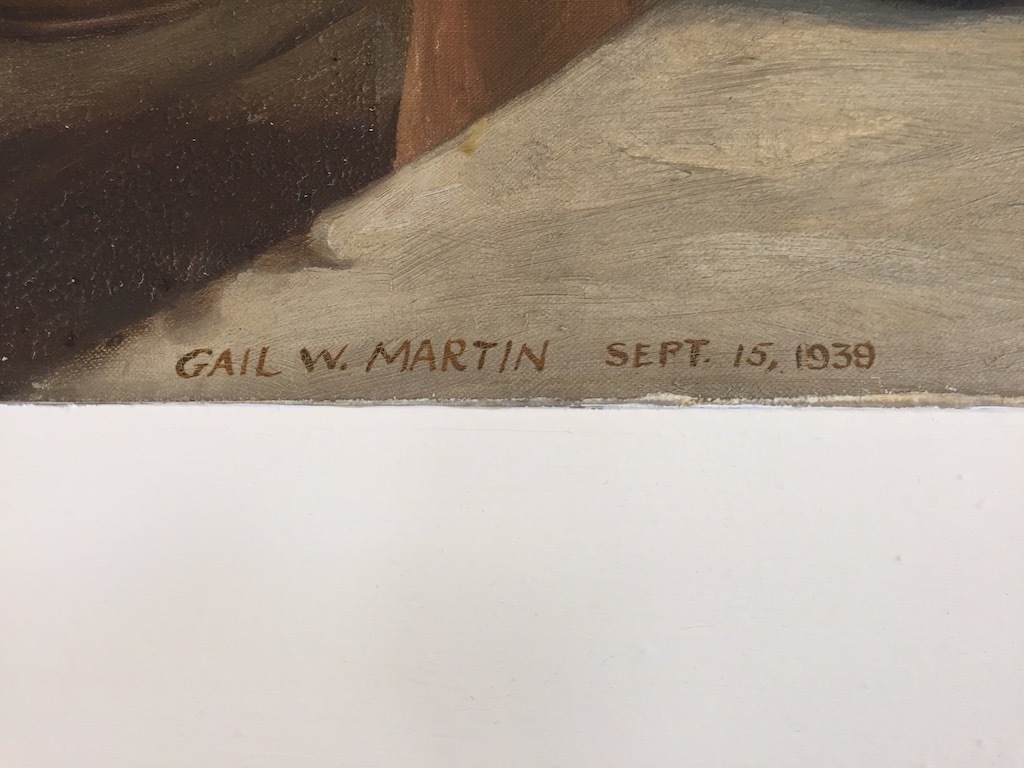 GAIL W. MARTIN SEPT. 15, 1939